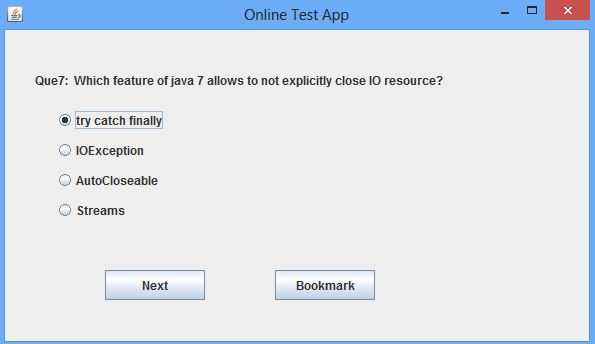 Online Test App
Que7: Which feature of java 7 allows to not explicitly close IO resource?
try catch finally
IOException
AutoCloseable
Streams
Next Bookmark